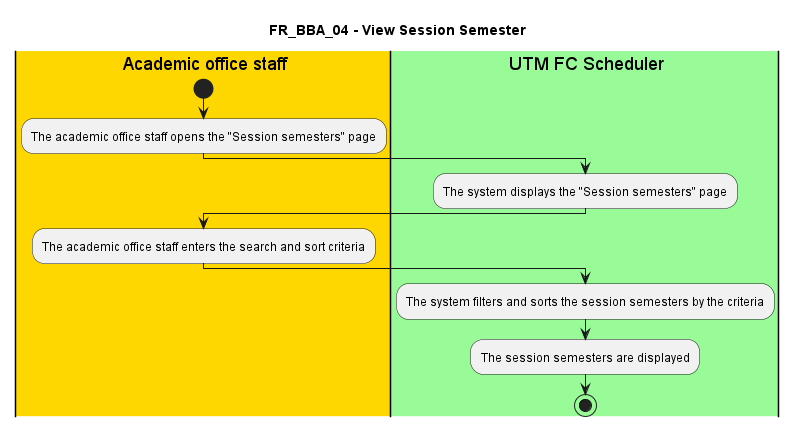 FR_BBA_04 - View Session Semester
Academic office staff
UTM FC Scheduler
The academic office staff opens the "Session semesters" page
The system displays the "Session semesters" page
The academic office staff enters the search and sort criteria
The system filters and sorts the session semesters by the criteria
The session semesters are displayed